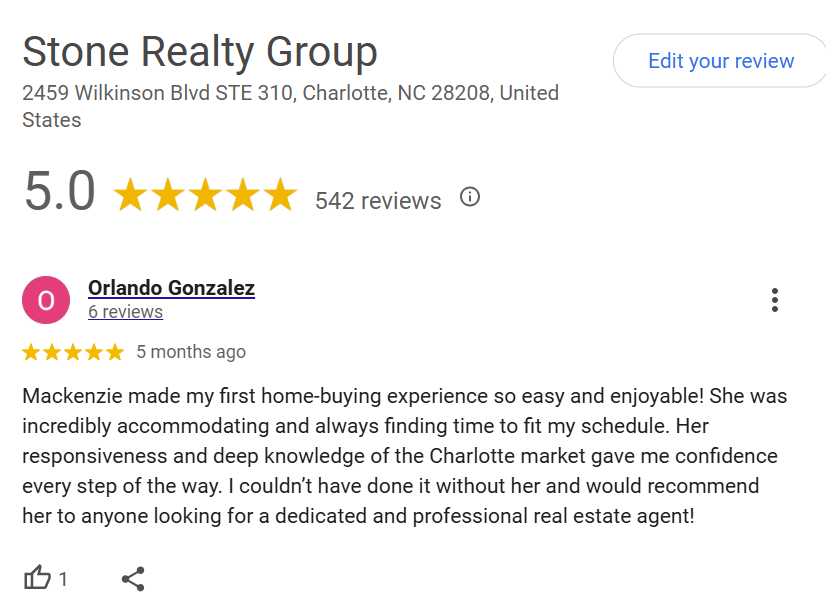 Stone Realty Group
Edit your review
2459 Wilkinson Blvd STE 310, Charlotte, NC 28208, United
States
5.0 542 reviews
O
Orlando Gonzalez
6 reviews
5 months ago
Mackenzie made my first home-buying experience so easy and enjoyable! She was
incredibly accommodating and always finding time to fit my schedule. Her
responsiveness and deep knowledge of the Charlotte market gave me confidence
every step of the way. I couldn’t have done it without her and would recommend
her to anyone looking for a dedicated and professional real estate agent!
1